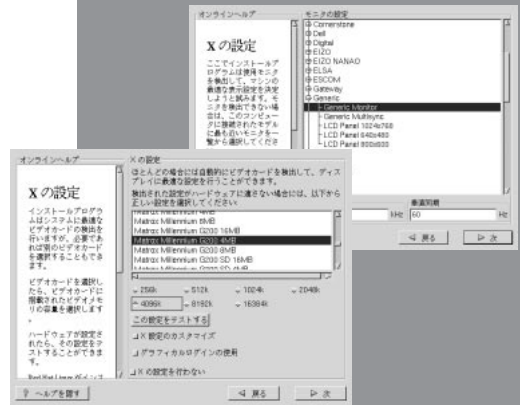 オンラインヘルプ
Xの設定
ここでインストールプ
ログラムは使用モニタ
を検出して、マシンの
最適な表示設定を決定
しようと試みます。モ
ニタを検出できない場
合は、このコンピュー
タに接続されたモデル
に最も近いモニタを一
覧から選択してくださ
モニタの設定
Cornerstone
Dell
Digital
EIZO
EIZO NANAO
ELSA
ESCOM
Gateway
Generic
Generic Monitor
Generic Multisync
LCD Panel 1024x768
LCD Panel 640x480
LCD Panel 800x600
垂直同期
kHz
60
Hz
戻る
次
オンラインヘルプ
Xの設定
インストールプログラ
ムはシステムに最適な
ビデオカードの検出を
行いますが、必要であ
れば別のビデオカード
を選択することもでき
ます。
ビデオカードを選択し
たら、ビデオカードに
搭載されたビデオメモ
リの容量を選択します
。
ハードウェアが設定さ
れたら、その設定をテ
ストすることができま
す。
Red Hat Linux がインス
Xの設定
ほとんどの場合には自動的にビデオカードを検出して、ディス
プレイに最適な設定を行うことができます。
検出された設定がハードウェアに適さない場合には、以下から
正しい設定を選択してください:
Matrox Millennium 4MB
Matrox Millennium 8MB
Matrox Millennium G200 16MB
Matrox Millennium G200 4MB
Matrox Millennium G200 8MB
Matrox Millennium G200 SD 16MB
Matrox Millennium G200 SD 4MB
256k
512k
1024k
2048k
4096k
8192k
16384k
この設定をテストする
X 設定のカスタマイズ
グラフィカルログインの使用
X の設定を行わない
? ヘルプを隠す
戻る
次